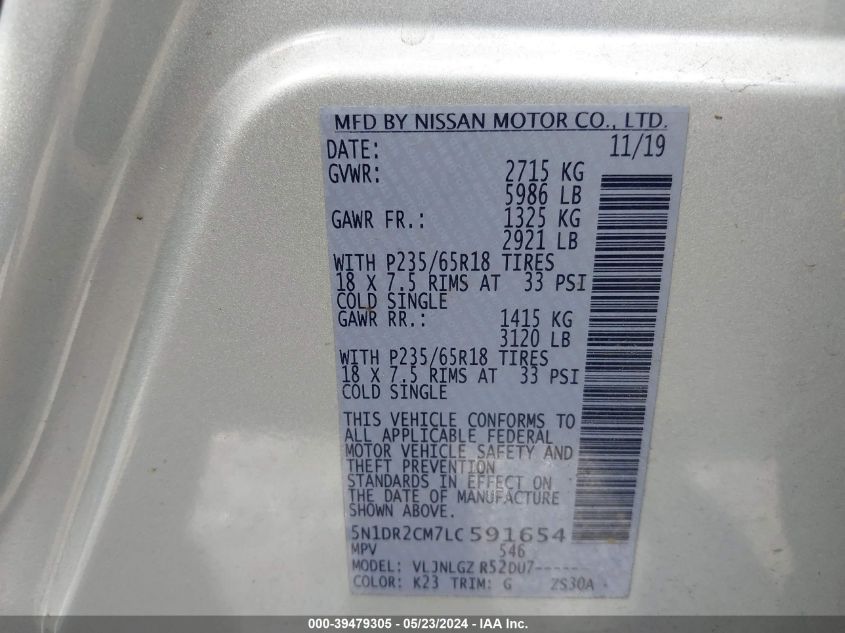 MFD BY NISSAN MOTOR CO., LTD.
DATE: 11/19
GVWR: 2715 KG
5986 LB
GAWR FR.: 1325 KG
2921 LB
WITH P235/65R18 TIRES
18 X 7.5 RIMS AT 33 PSI
COLD SINGLE
GAWR RR.: 1415 KG
3120 LB
WITH P235/65R18 TIRES
18 X 7.5 RIMS AT 33 PSI
COLD SINGLE
THIS VEHICLE CONFORMS TO
ALL APPLICABLE FEDERAL
MOTOR VEHICLE SAFETY AND
THEFT PREVENTION
STANDARDS IN EFFECT ON
THE DATE OF MANUFACTURE
SHOWN ABOVE.
5N1DR2CM7LC591654
MPV 546
MODEL: VLJNLGZ R52DU7-----
COLOR: K23 TRIM: G ZS30A
000-39479305 - 05/23/2024 - IAA Inc.